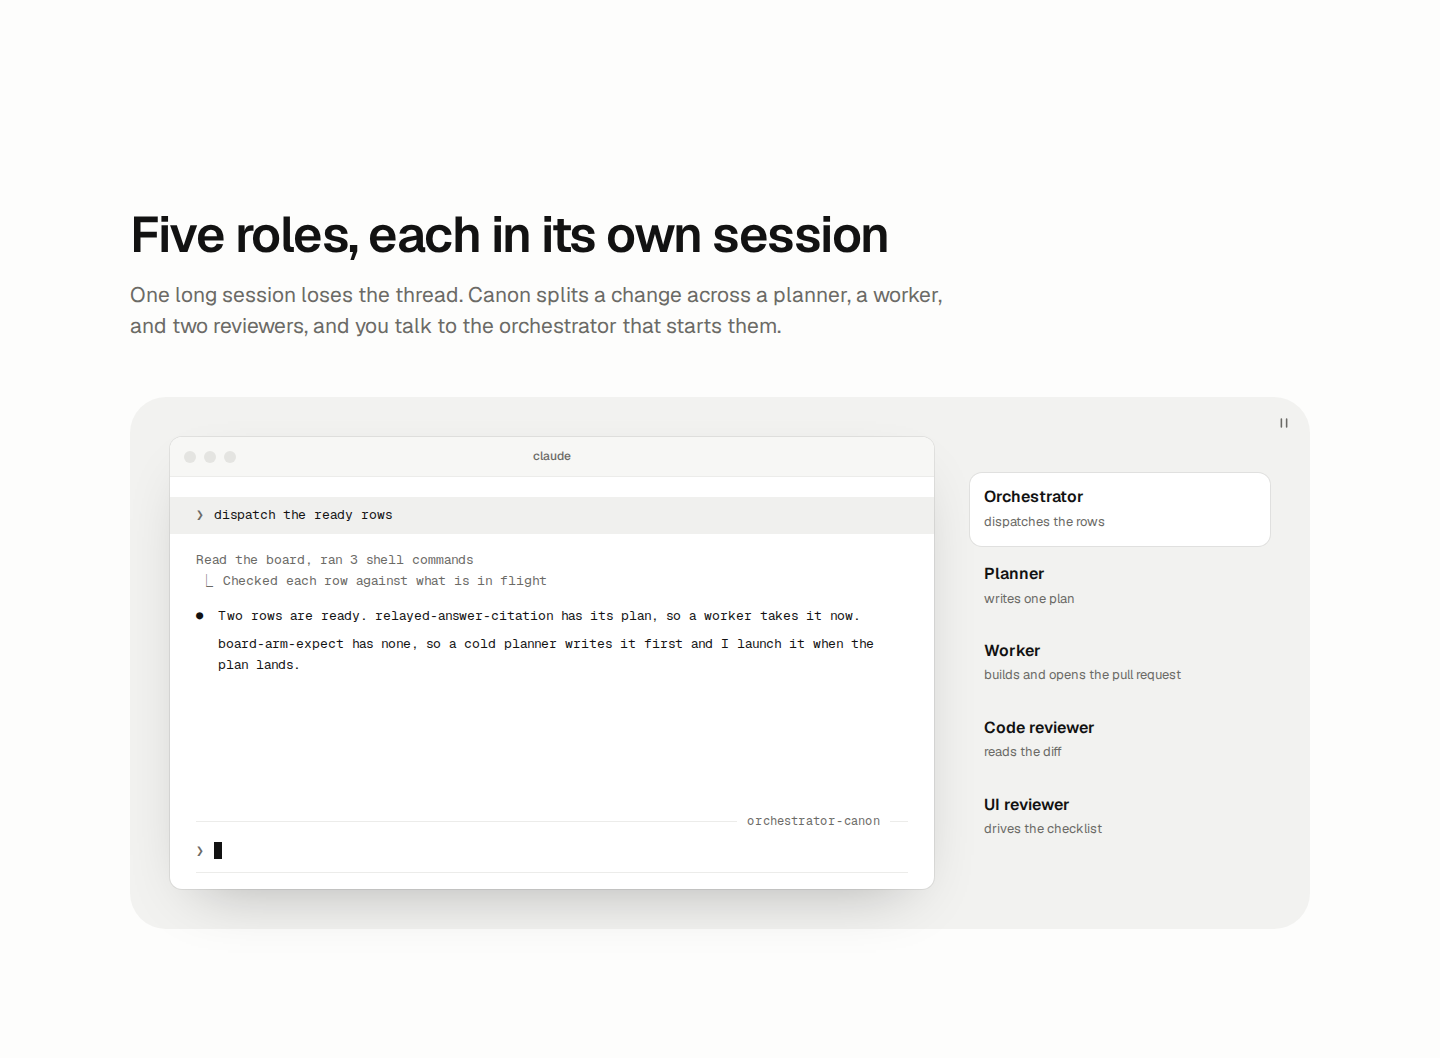 Five roles, each in its own session
One long session loses the thread. Canon splits a change across a planner, a worker,
and two reviewers, and you talk to the orchestrator that starts them.
claude
❯ dispatch the ready rows
Read the board, ran 3 shell commands
⎿ Checked each row against what is in flight
● Two rows are ready. relayed-answer-citation has its plan, so a worker takes it now.
board-arm-expect has none, so a cold planner writes it first and I launch it when the
plan lands.
orchestrator-canon
❯
Orchestrator
dispatches the rows
Planner
writes one plan
Worker
builds and opens the pull request
Code reviewer
reads the diff
UI reviewer
drives the checklist